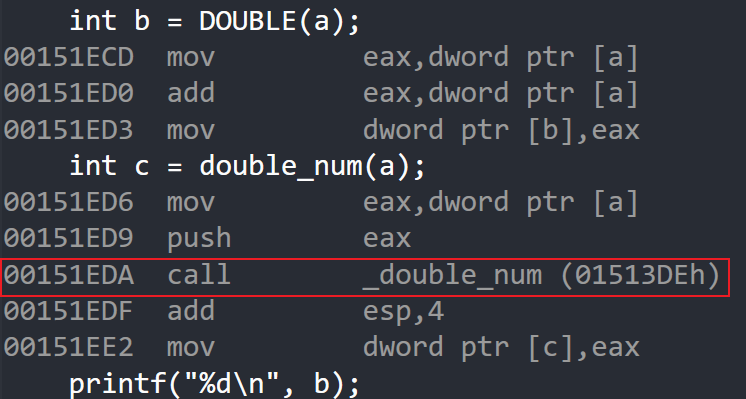 int b = DOUBLE(a);
00151ECD mov eax,dword ptr [a]
00151ED0 add eax,dword ptr [a]
00151ED3 mov dword ptr [b],eax
int c = double_num(a);
00151ED6 mov eax,dword ptr [a]
00151ED9 push eax
00151EDA call _double_num (01513DEh)
00151EDF add esp,4
00151EE2 mov dword ptr [c],eax
printf("%d\n", b);